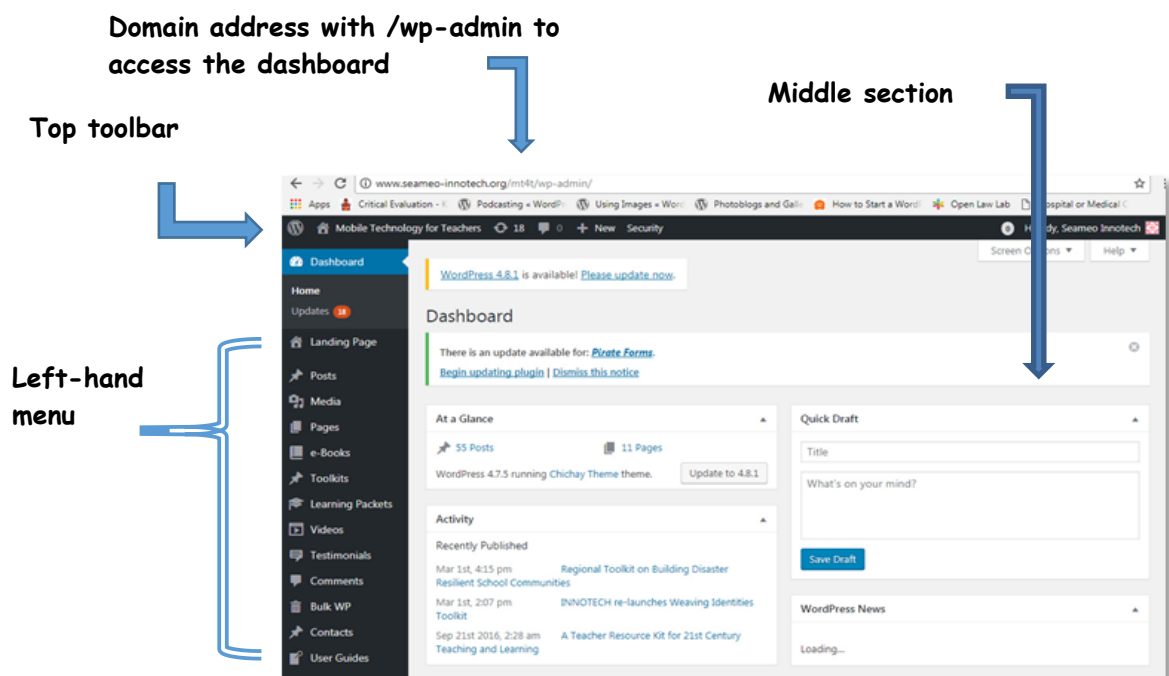 Domain address with /wp-admin to
access the dashboard
Middle section
Top toolbar
www.seameo-innotech.org/mt4t/wp-admin/
Apps Critical Evaluation - Podcasting « WordPr Using Images « Word Photoblogs and Galle How to Start a Word Open Law Lab ospital or Medical
Mobile Technology for Teachers 18 0 + New Security
dy, Seameo Innotech
Dashboard
Screen ons Help
Home
Updates 18
WordPress 4.8.1 is available! Please update now.
Dashboard
There is an update available for: Pirate Forms.
Begin updating plugin | Dismiss this notice
Left-hand
menu
Landing Page
Posts
Media
Pages
e-Books
Toolkits
Learning Packets
Videos
Testimonials
Comments
Bulk WP
Contacts
User Guides
At a Glance
55 Posts 11 Pages
WordPress 4.7.5 running Chichay Theme theme. Update to 4.8.1
Activity
Recently Published
Mar 1st, 4:15 pm Regional Toolkit on Building Disaster
Resilient School Communities
Mar 1st, 2:07 pm INNOTECH re-launches Weaving Identities
Toolkit
Sep 21st 2016, 2:28 am A Teacher Resource Kit for 21st Century
Teaching and Learning
Quick Draft
Title
What's on your mind?
Save Draft
WordPress News
Loading...